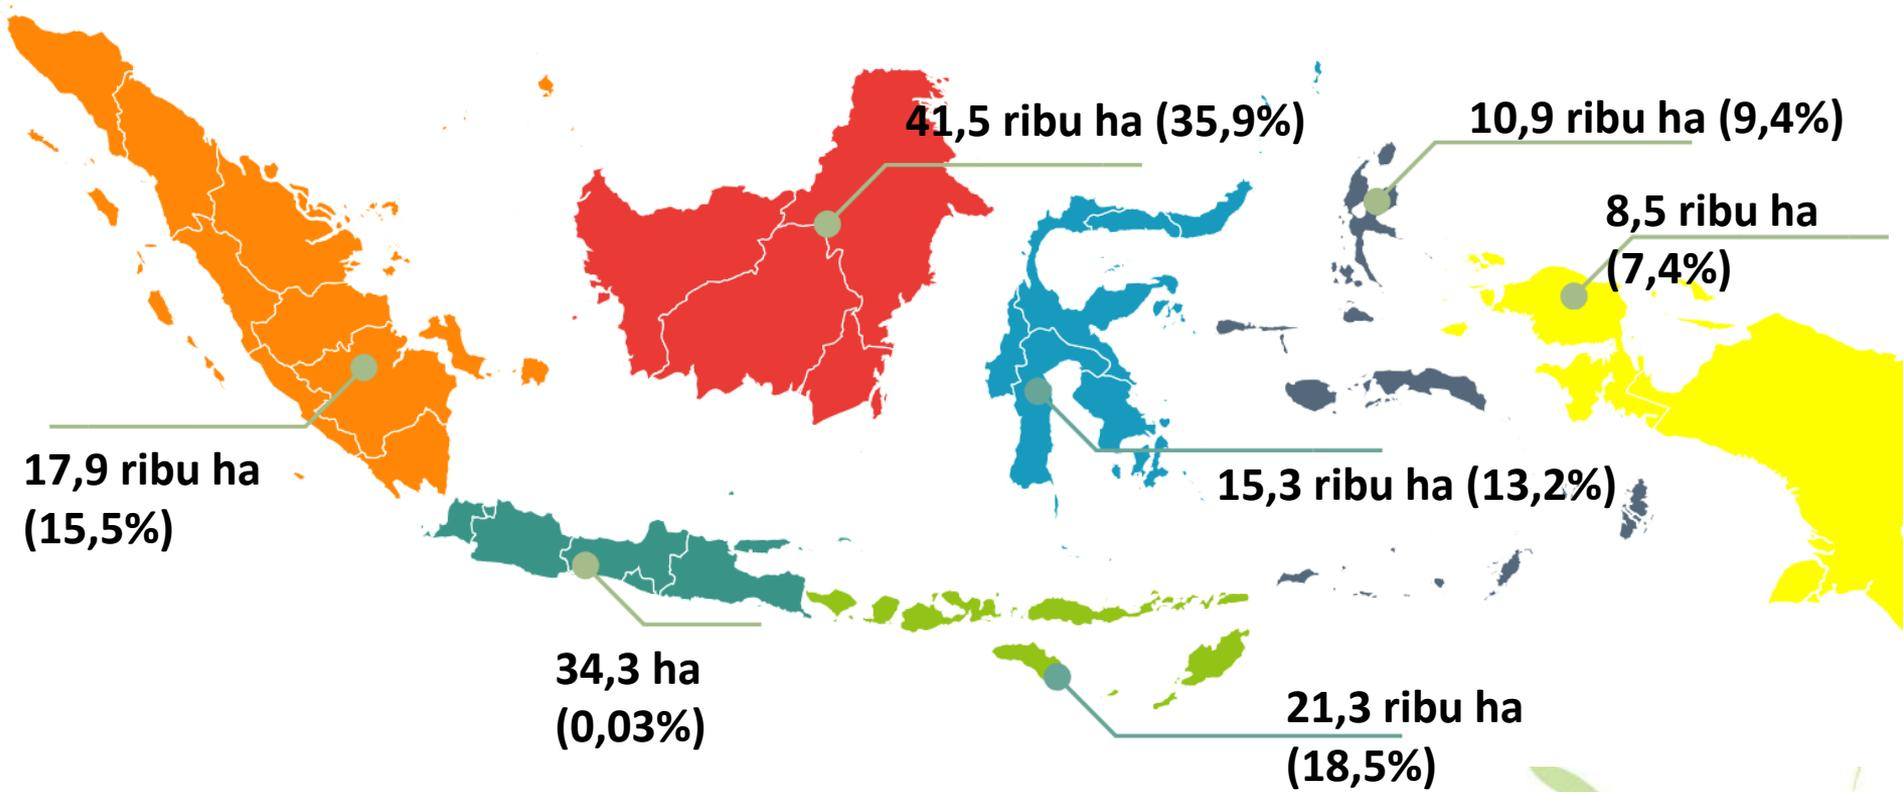 41,5 ribu ha (35,9%)
10,9 ribu ha (9,4%)
8,5 ribu ha
(7,4%)
17,9 ribu ha
(15,5%)
15,3 ribu ha (13,2%)
34,3 ha
(0,03%)
21,3 ribu ha
(18,5%)